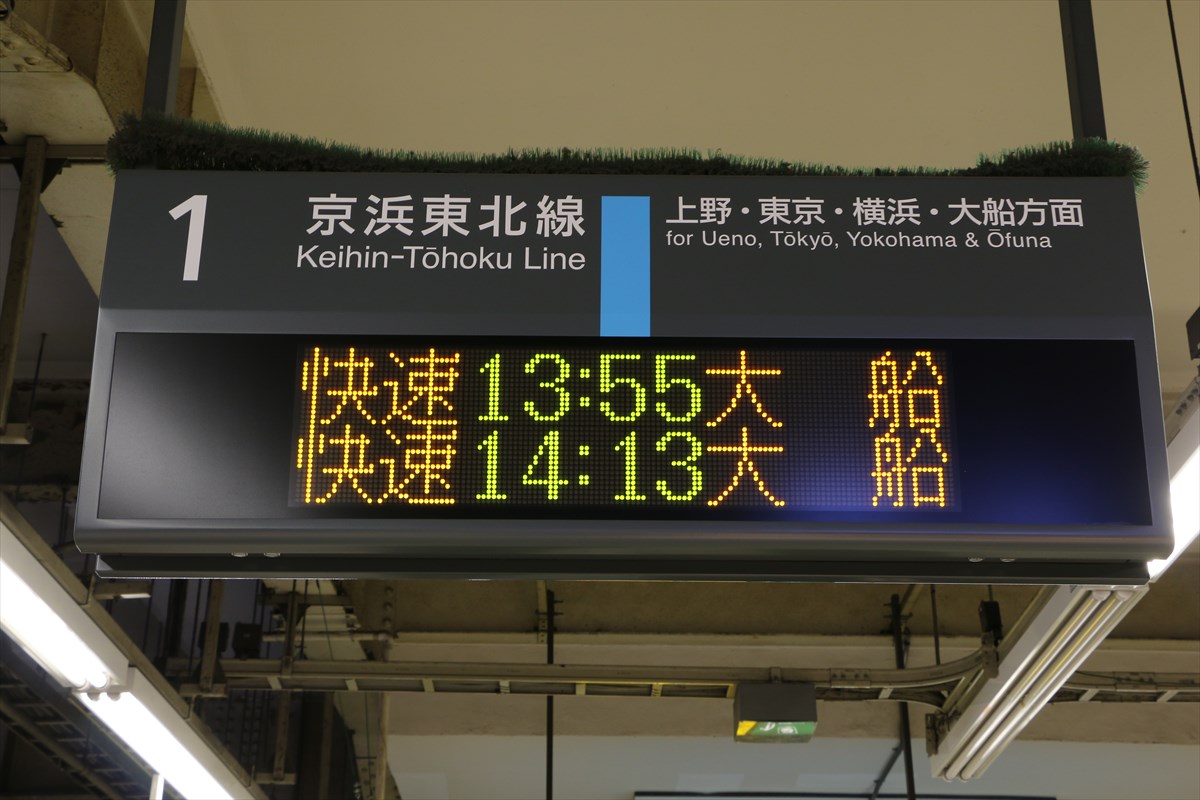 1
京浜東北線
Keihin-Tōhoku Line
上野・東京・横浜・大船方面
for Ueno, Tōkyō, Yokohama & Ōfuna
快速 13:55 大 船
快速 14:13 大 船